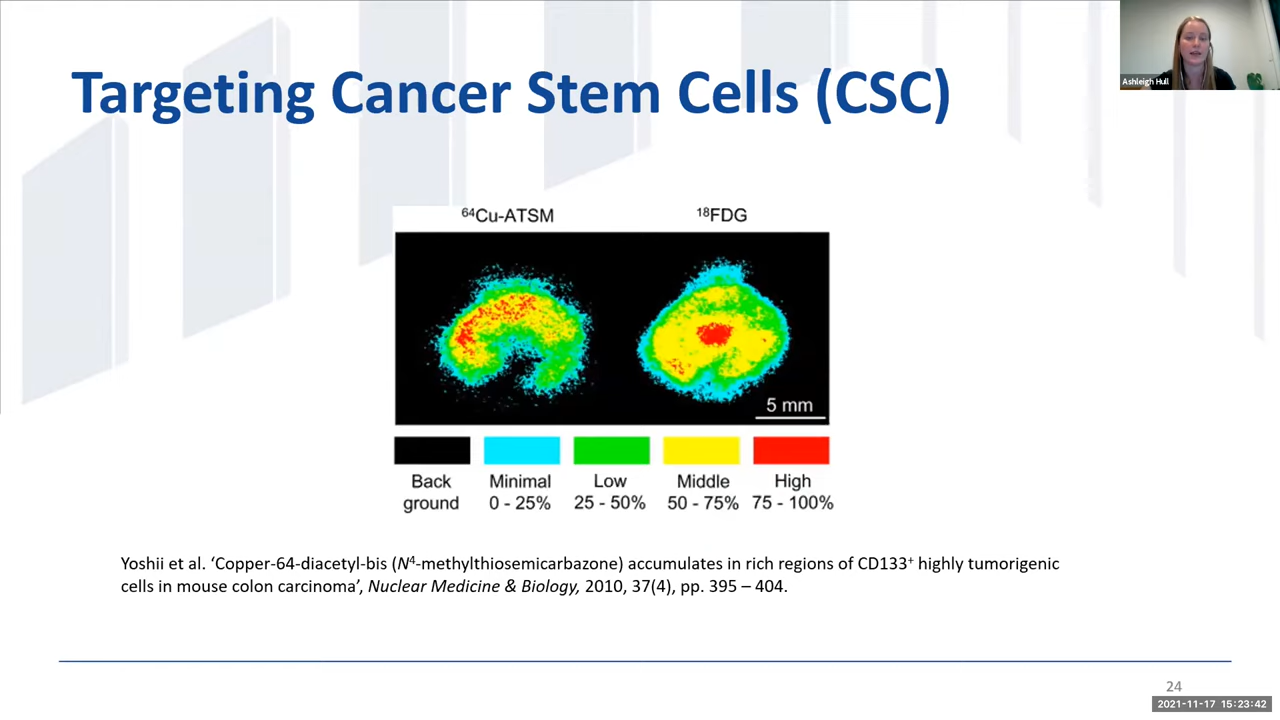 Targeting Cancer Stem Cells (CSC)
Ashleigh Hull
⁶⁴Cu-ATSM
¹⁸FDG
5 mm
Back ground
Minimal 0 - 25%
Low 25 - 50%
Middle 50 - 75%
High 75 - 100%
Yoshii et al. ‘Copper-64-diacetyl-bis (N⁴-methylthiosemicarbazone) accumulates in rich regions of CD133⁺ highly tumorigenic
cells in mouse colon carcinoma’, Nuclear Medicine & Biology, 2010, 37(4), pp. 395 – 404.
24
2021-11-17 15:23:42